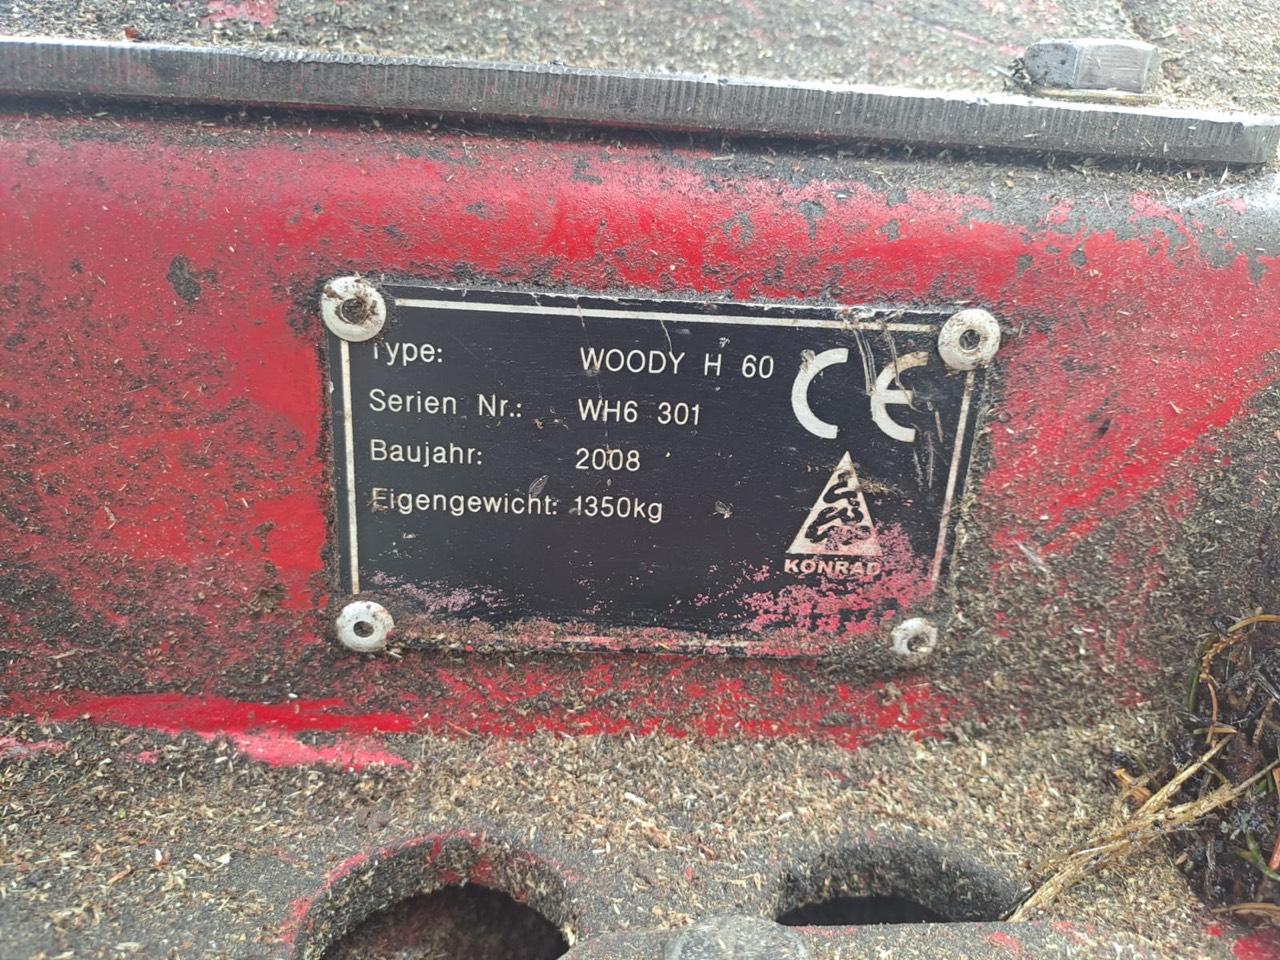 Type: WOODY H 60
Serien Nr.: WH6 301
Baujahr: 2008
Eigengewicht: 1350kg
CE
KONRAD